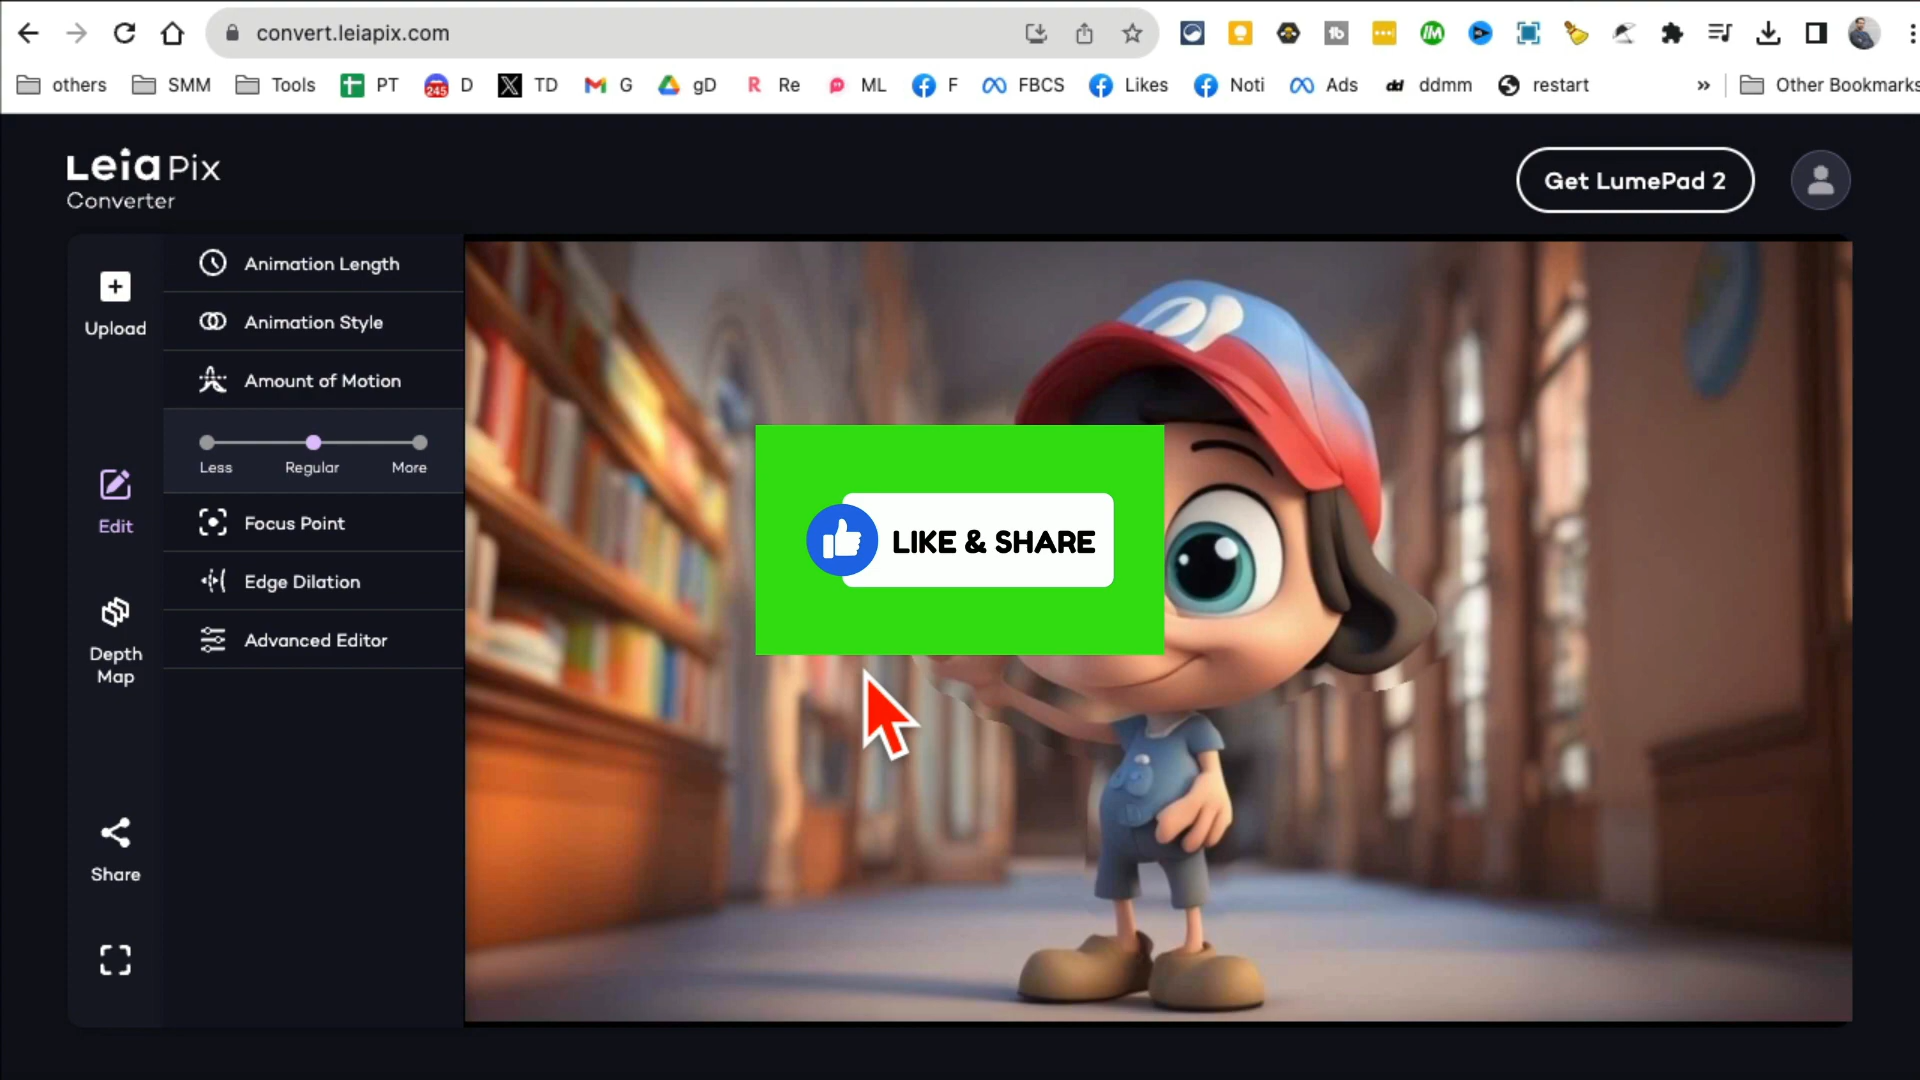 convert.leiapix.com
others SMM Tools PT 245 D TD G gD R Re ML F FBCS Likes Noti Ads dd ddmm restart » Other Bookmarks
Leia Pix
Converter
Get LumePad 2
Upload
Animation Length
Animation Style
Amount of Motion
Less Regular More
Edit
Focus Point
Edge Dilation
Advanced Editor
Depth
Map
Share
LIKE & SHARE